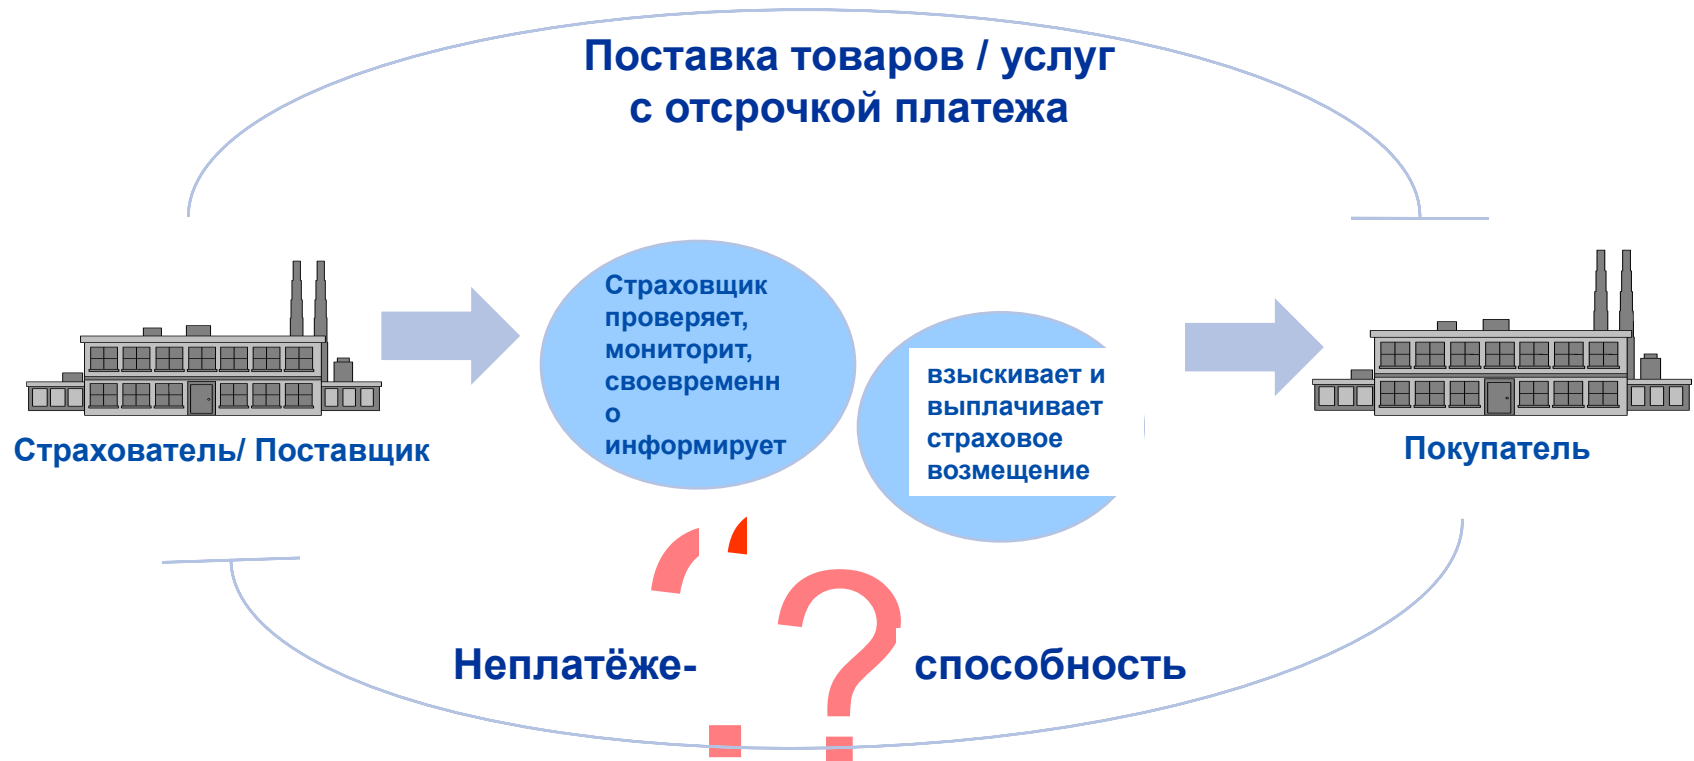 Поставка товаров / услуг
с отсрочкой платежа
Страховщик
проверяет,
мониторит,
своевременн
о
информирует
взыскивает и
выплачивает
страховое
возмещение
Страхователь/ Поставщик
Покупатель
Неплатёже- ? способность